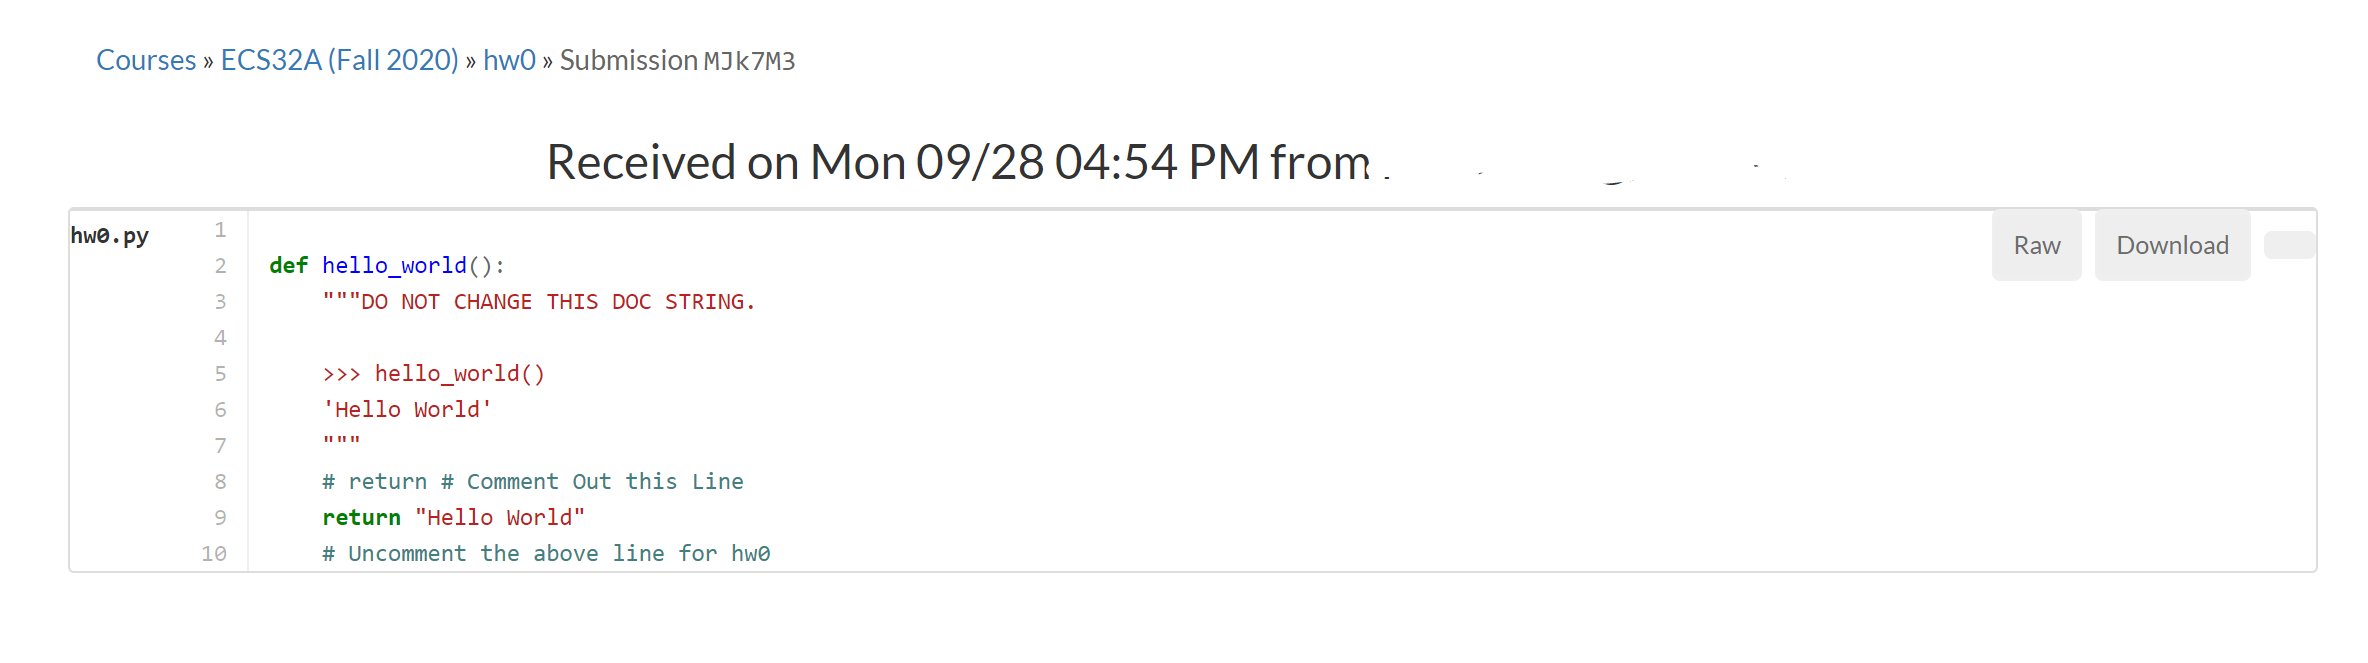 Courses » ECS32A (Fall 2020) » hw0 » Submission MJk7M3
Received on Mon 09/28 04:54 PM from
hw0.py
Raw
Download
1
2 def hello_world():
3     """DO NOT CHANGE THIS DOC STRING.
4
5     >>> hello_world()
6     'Hello World'
7     """
8     # return # Comment Out this Line
9     return "Hello World"
10     # Uncomment the above line for hw0